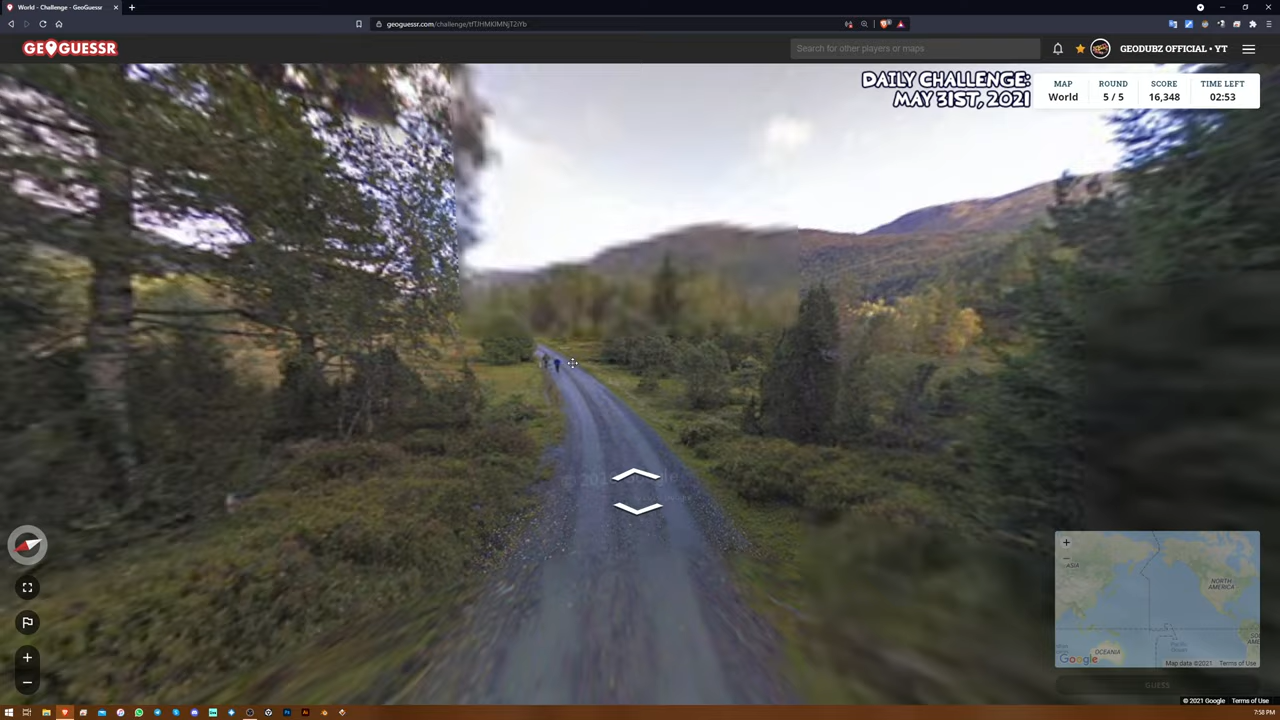 World - Challenge - GeoGuessr
geoguessr.com/challenge/tfTJHMKIMNjT2iYb
GEOGUESSR
Search for other players or maps
GEODUBZ OFFICIAL • YT
DAILY CHALLENGE:
MAY 31ST, 2021
MAP
World
ROUND
5 / 5
SCORE
16,348
TIME LEFT
02:53
ASIA
NORTH
AMERICA
OCEANIA
Google
Map data ©2021
Terms of Use
GUESS
© 2021 Google
Terms of Use
7:58 PM